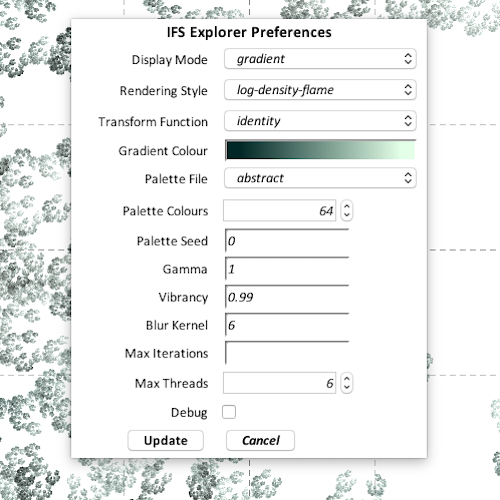 IFS Explorer Preferences
Display Mode gradient
Rendering Style log-density-flame
Transform Function identity
Gradient Colour
Palette File abstract
Palette Colours 64
Palette Seed 0
Gamma 1
Vibrancy 0.99
Blur Kernel 6
Max Iterations
Max Threads 6
Debug
Update Cancel